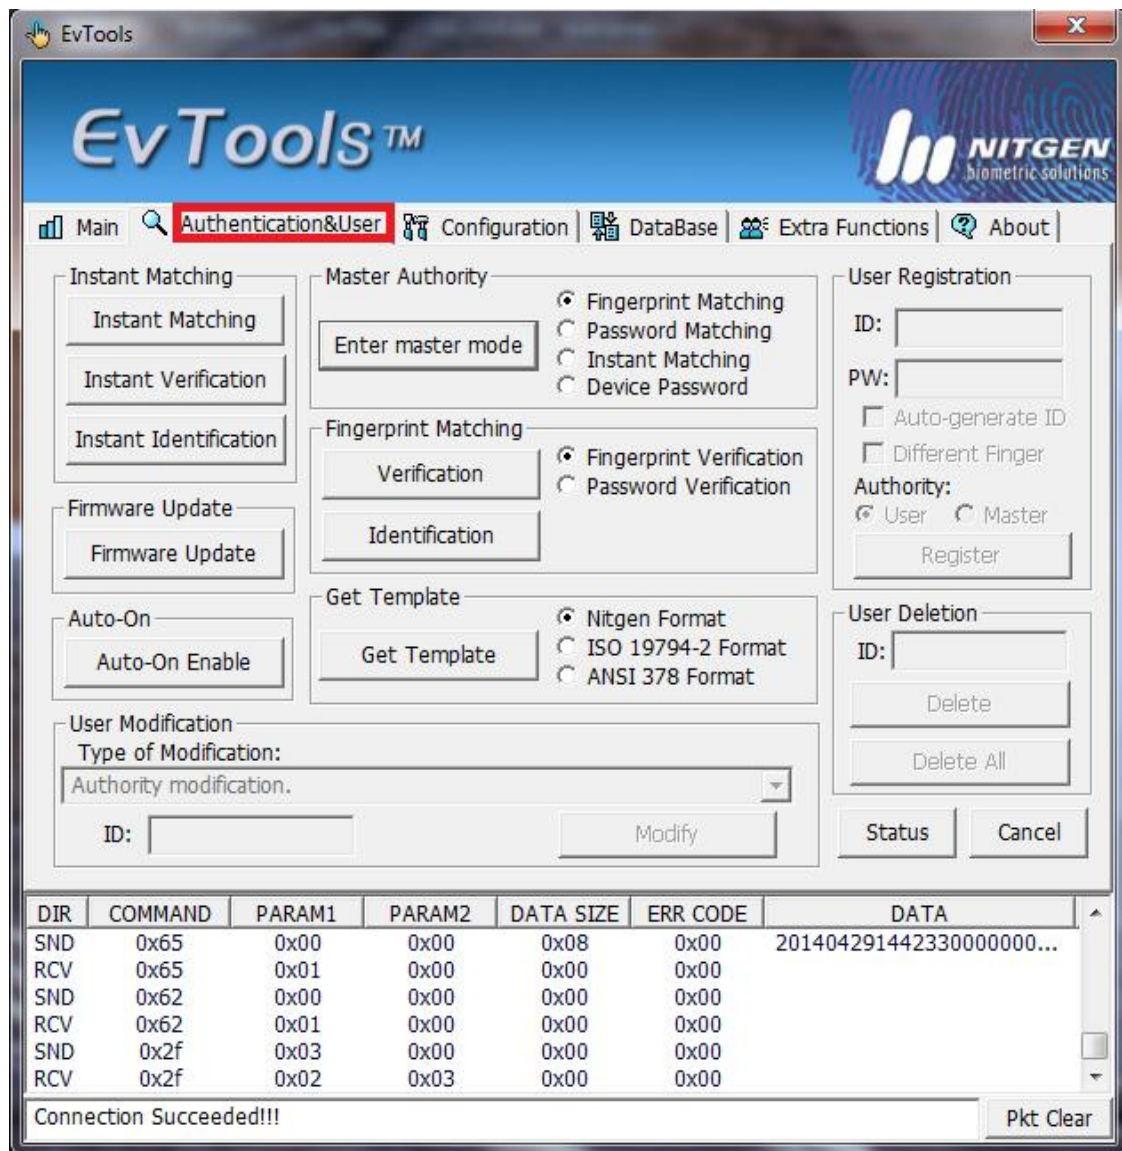 EvTools
EvTools™
NITGEN
biometric solutions
Main Authentication&User Configuration DataBase Extra Functions About
Instant Matching
Instant Matching
Instant Verification
Instant Identification
Firmware Update
Firmware Update
Auto-On
Auto-On Enable
Master Authority
Enter master mode
Fingerprint Matching
Password Matching
Instant Matching
Device Password
Fingerprint Matching
Verification
Identification
Fingerprint Verification
Password Verification
Get Template
Get Template
Nitgen Format
ISO 19794-2 Format
ANSI 378 Format
User Registration
ID:
PW:
Auto-generate ID
Different Finger
Authority:
User Master
Register
User Deletion
ID:
Delete
Delete All
User Modification
Type of Modification:
Authority modification.
ID: Modify
Status Cancel
DIR COMMAND PARAM1 PARAM2 DATA SIZE ERR CODE DATA
SND 0x65 0x00 0x00 0x08 0x00 201404291442330000000...
RCV 0x65 0x01 0x00 0x00 0x00
SND 0x62 0x00 0x00 0x00 0x00
RCV 0x62 0x01 0x00 0x00 0x00
SND 0x2f 0x03 0x00 0x00 0x00
RCV 0x2f 0x02 0x03 0x00 0x00
Connection Succeeded!!! Pkt Clear